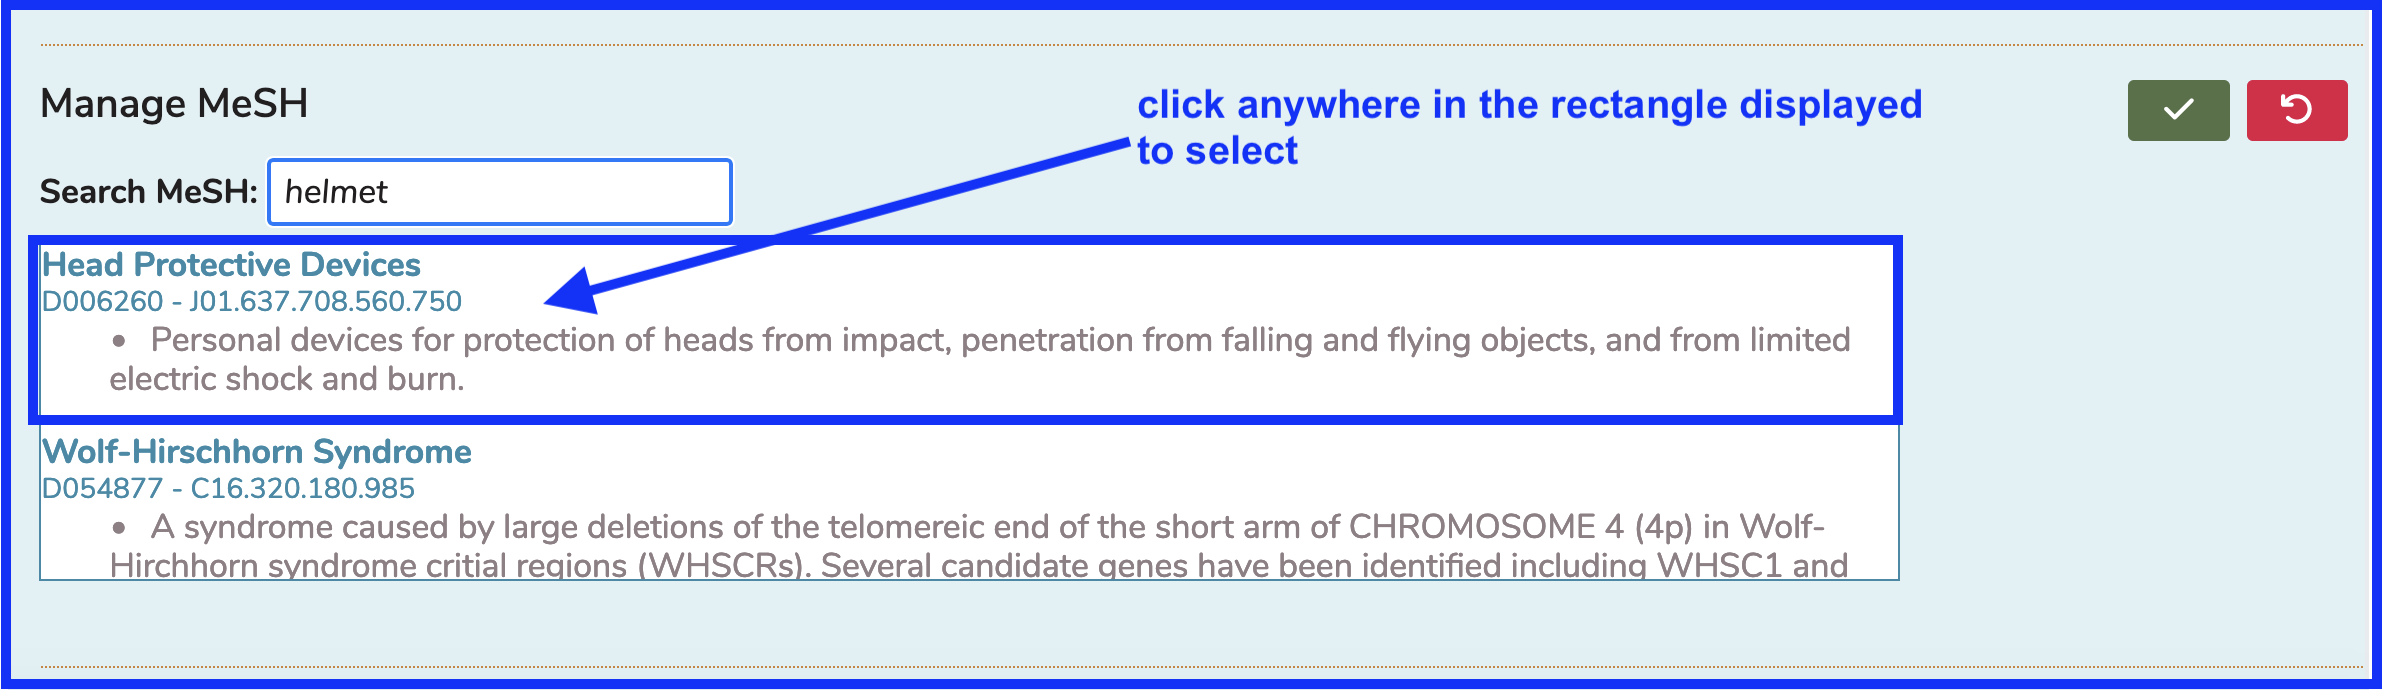 Manage MeSH
click anywhere in the rectangle displayed
to select
Search MeSH: helmet
Head Protective Devices
D006260 - J01.637.708.560.750
• Personal devices for protection of heads from impact, penetration from falling and flying objects, and from limited
electric shock and burn.
Wolf-Hirschhorn Syndrome
D054877 - C16.320.180.985
• A syndrome caused by large deletions of the telomereic end of the short arm of CHROMOSOME 4 (4p) in Wolf-
Hirchhorn syndrome critial regions (WHSCRs). Several candidate genes have been identified including WHSC1 and